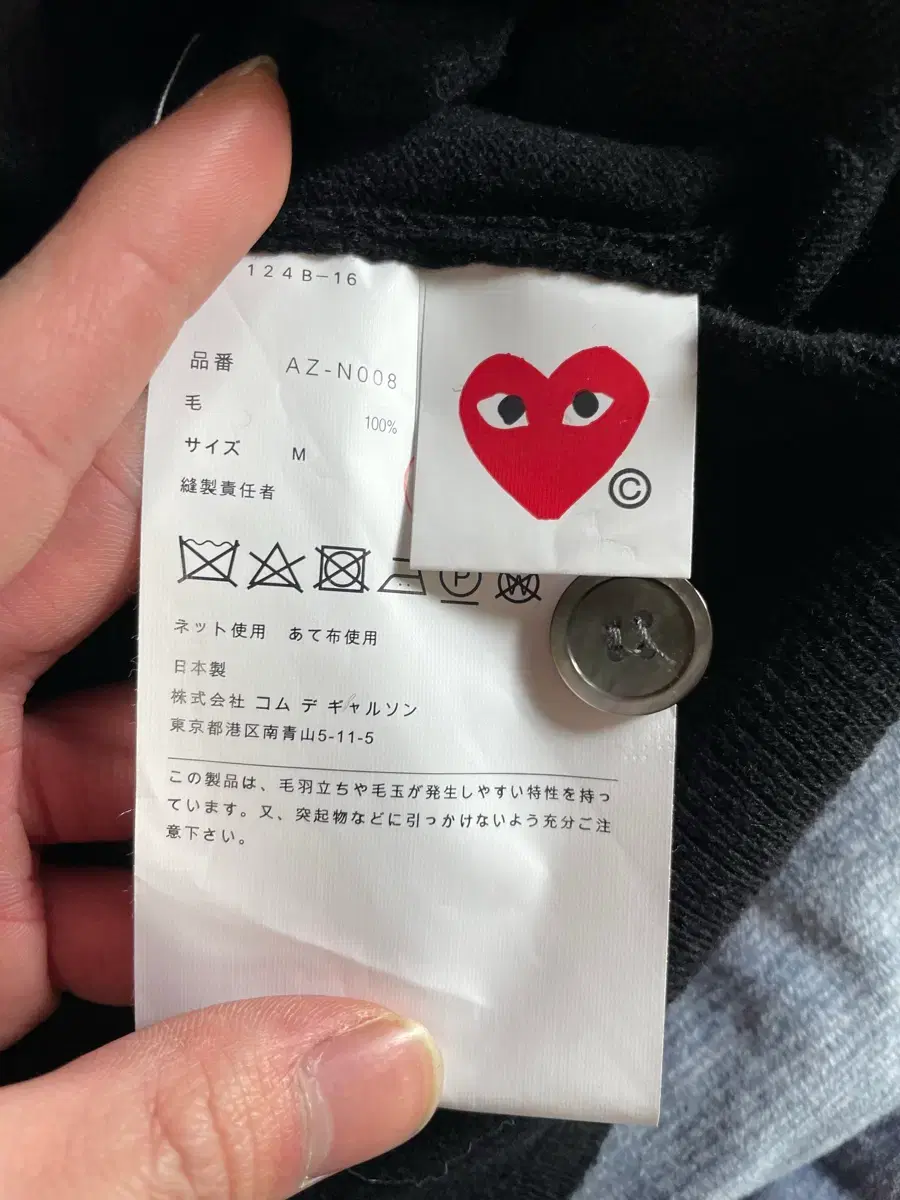 124B-16
品番 AZ-N008
毛 100%
サイズ M
縫製責任者
©
P
W
ネット使用 あて布使用
日本製
株式会社 コム デ ギャルソン
東京都港区南青山5-11-5
この製品は、毛羽立ちや毛玉が発生しやすい特性を持っ
ています。又、突起物などに引っかけないよう充分ご注
意下さい。